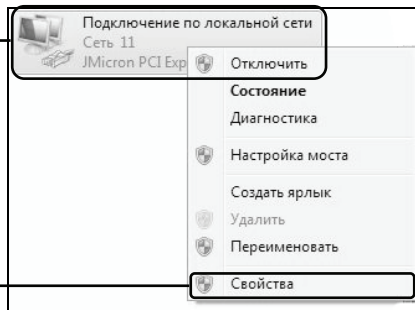 Подключение по локальной сети
Сеть 11
JMicron PCI Exp
Отключить
Состояние
Диагностика
Настройка моста
Создать ярлык
Удалить
Переименовать
Свойства